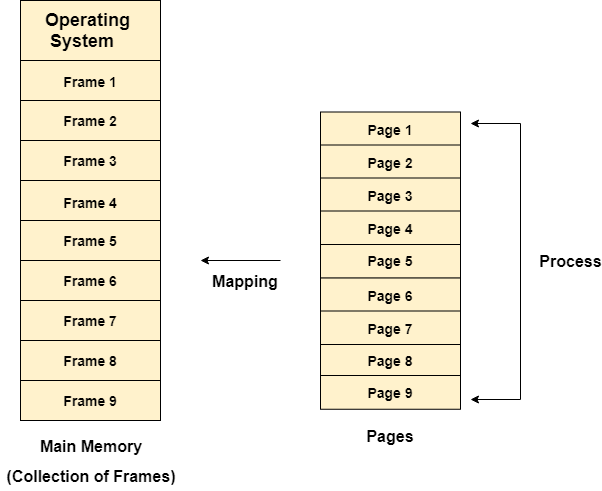 Operating
System
Frame 1
Frame 2
Frame 3
Frame 4
Frame 5
Frame 6
Frame 7
Frame 8
Frame 9
Main Memory
(Collection of Frames)
Mapping
Page 1
Page 2
Page 3
Page 4
Page 5
Page 6
Page 7
Page 8
Page 9
Pages
Process